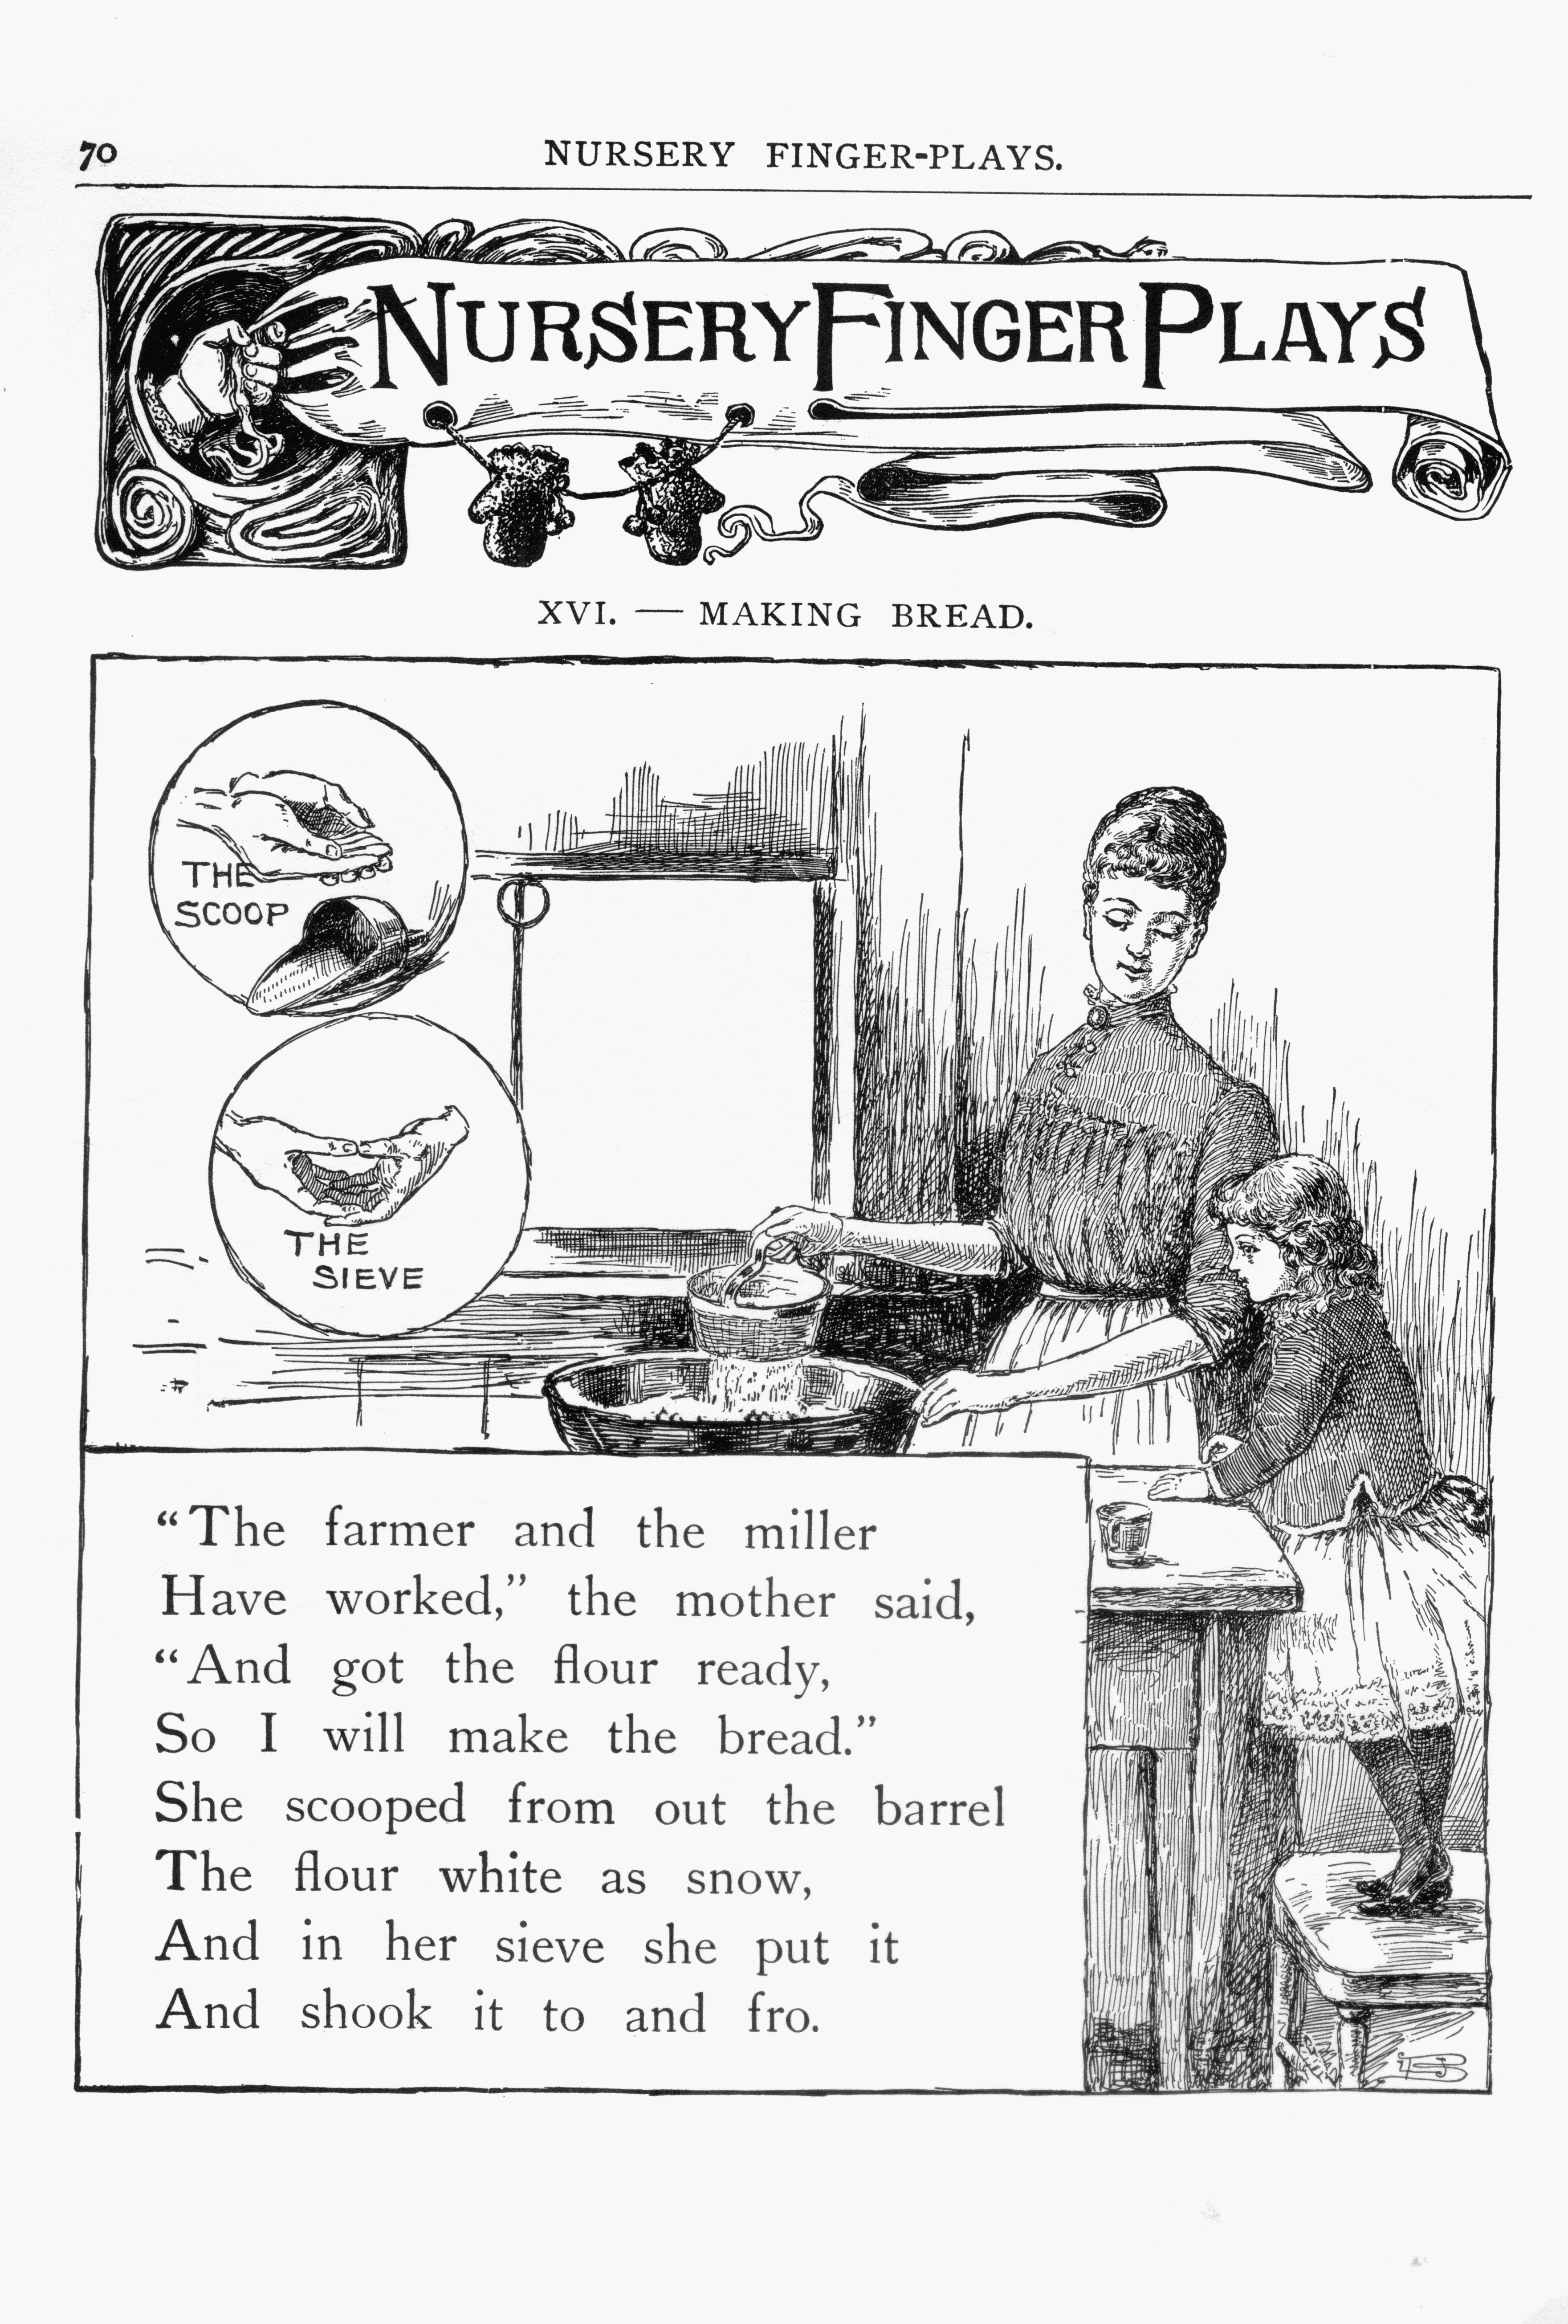 70
NURSERY FINGER-PLAYS.
NURSERY FINGER PLAYS
XVI. — MAKING BREAD.
THE
SCOOP
THE
SIEVE
“The farmer and the miller
Have worked,” the mother said,
“And got the flour ready,
So I will make the bread.”
She scooped from out the barrel
The flour white as snow,
And in her sieve she put it
And shook it to and fro.